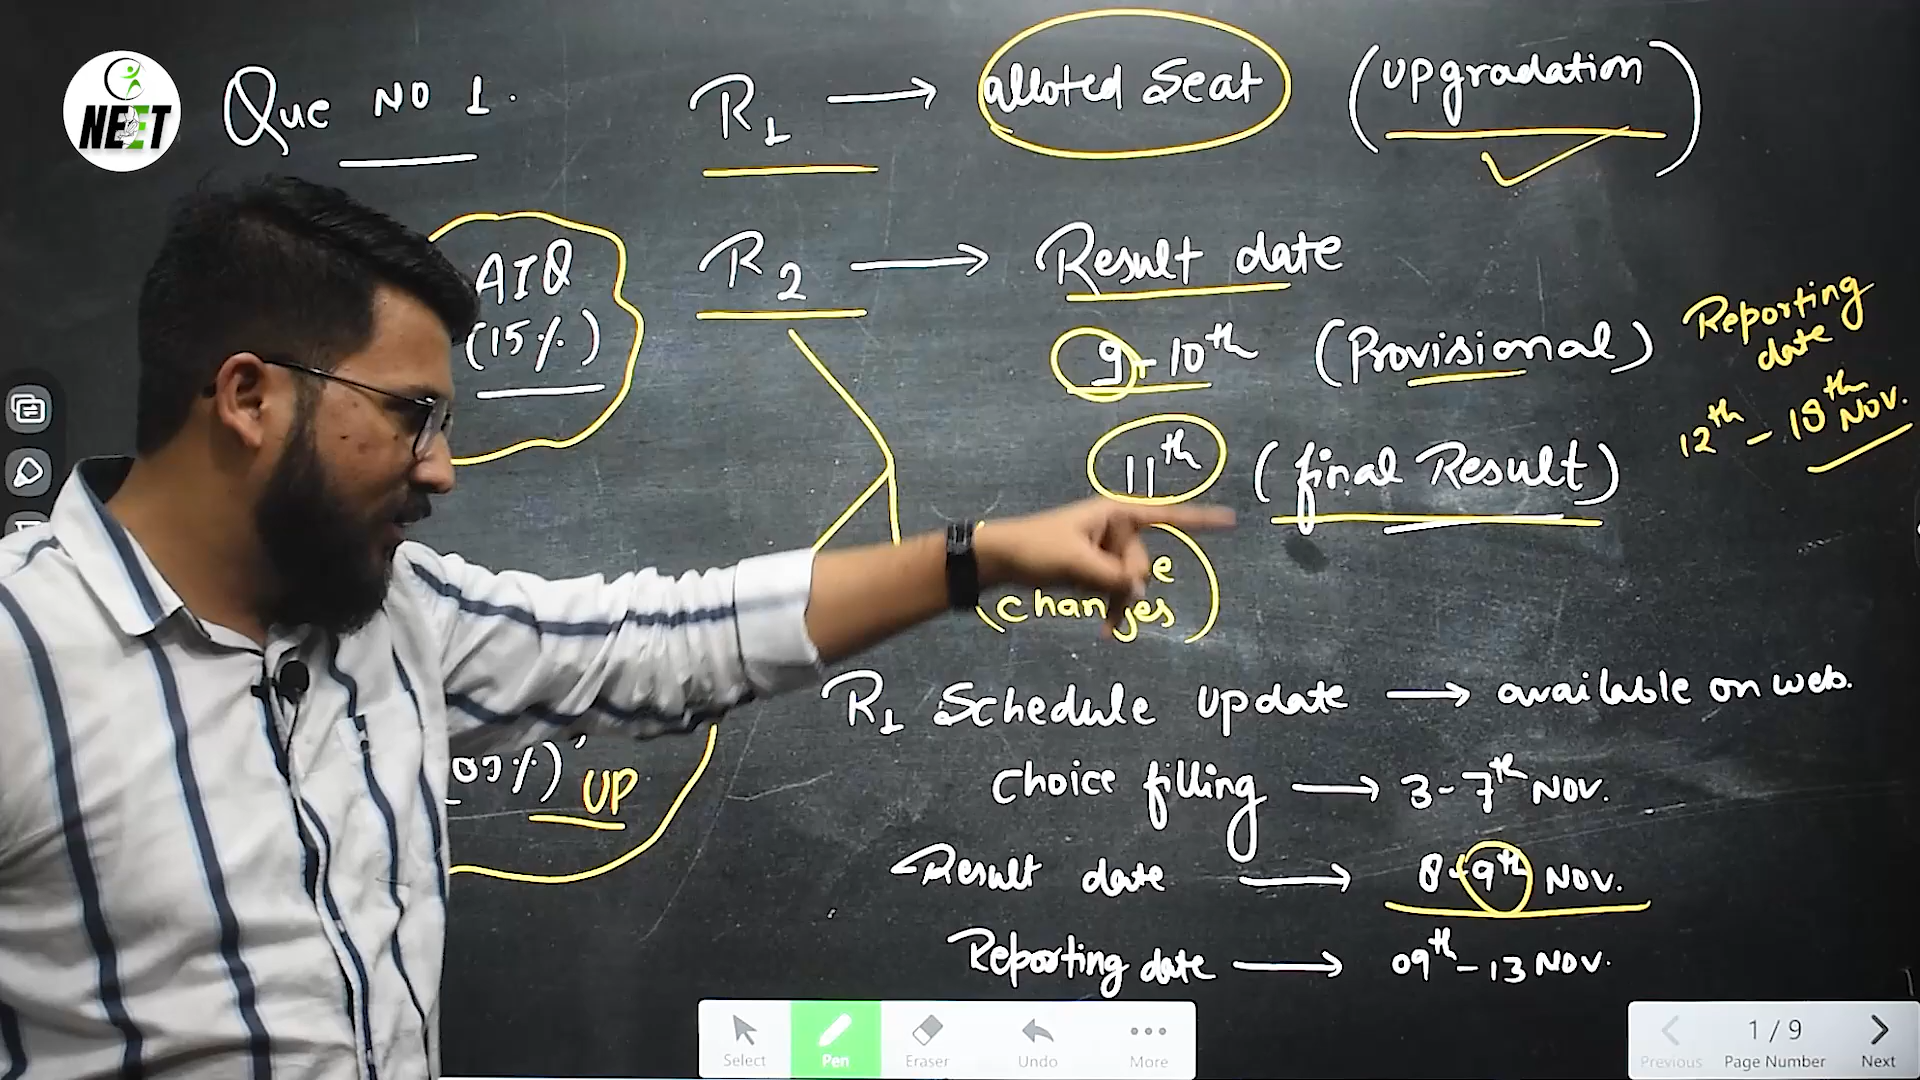 NEET
Que NO 1.
R1 → alloted Seat (upgradation)
AIQ
(15%)
R2 → Result date
9-10th (Provisional)
11th (final Result)
Reporting
date
12th - 18th Nov.
changes)
R1 Schedule update → available on web.
Choice filling → 3-7th Nov.
Result date → 8-9th Nov.
Reporting date → 09th-13 Nov.
UP
Select
Pen
Eraser
Undo
More
Previous
1 / 9
Page Number
Next